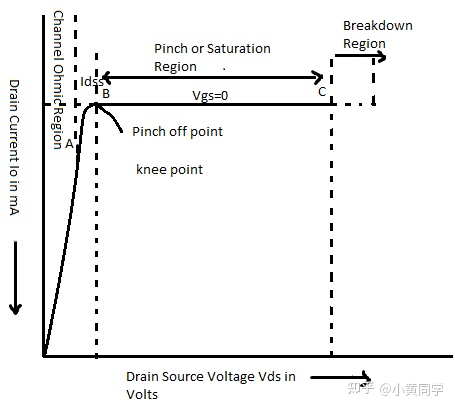 Breakdown
Region
Pinch or Saturation
Region
Channel Ohmic Region
Idss
B
Vgs=0
C
A
Pinch off point
knee point
Drain Current Io in mA
Drain Source Voltage Vds in
Volts
知乎 @小黄同学